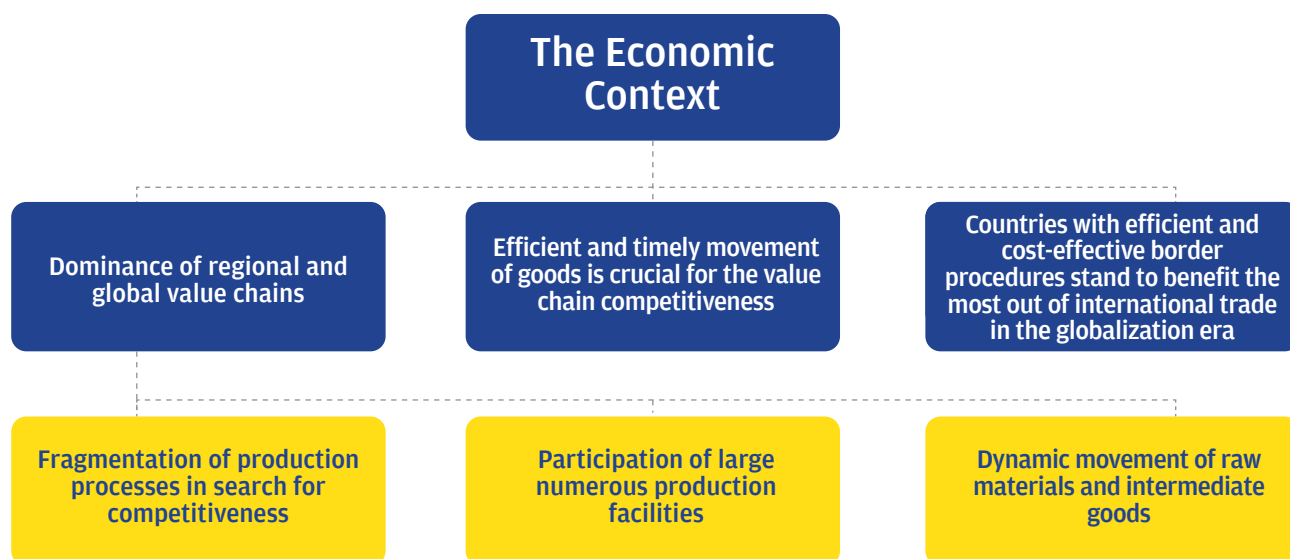 The Economic
Context
Dominance of regional and
global value chains
Efficient and timely movement
of goods is crucial for the value
chain competitiveness
Countries with efficient and
cost-effective border
procedures stand to benefit the
most out of international trade
in the globalization era
Fragmentation of production
processes in search for
competitiveness
Participation of large
numerous production
facilities
Dynamic movement of raw
materials and intermediate
goods